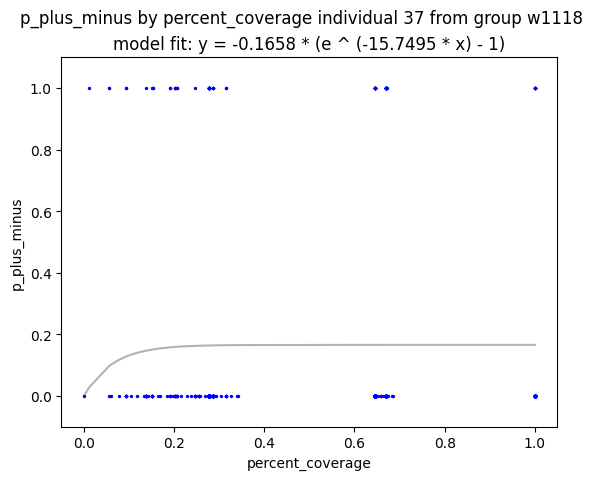 p_plus_minus by percent_coverage individual 37 from group w1118
model fit: y = -0.1658 * (e ^ (-15.7495 * x) - 1)
1.0
0.8
0.6
0.4
0.2
0.0
p_plus_minus
0.0 0.2 0.4 0.6 0.8 1.0
percent_coverage